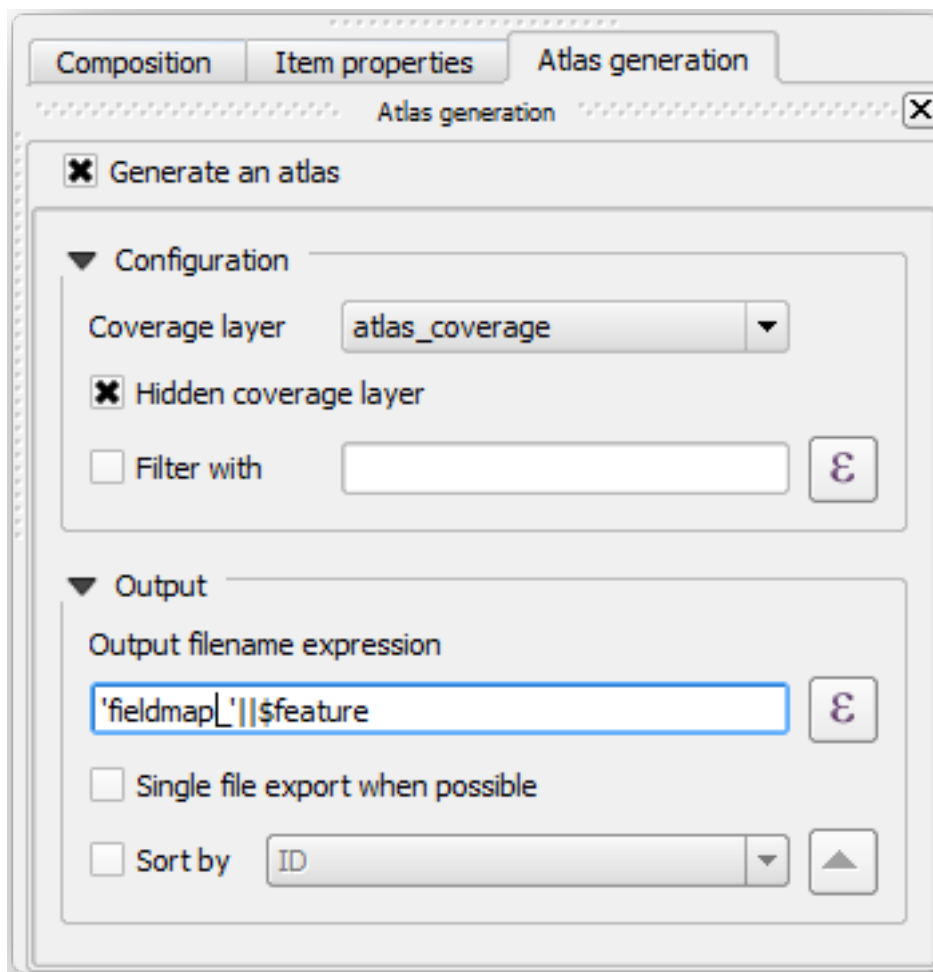 Composition Item properties Atlas generation
Atlas generation
Generate an atlas
Configuration
Coverage layer atlas_coverage
Hidden coverage layer
Filter with ε
Output
Output filename expression
'fieldmap_'||$feature ε
Single file export when possible
Sort by ID